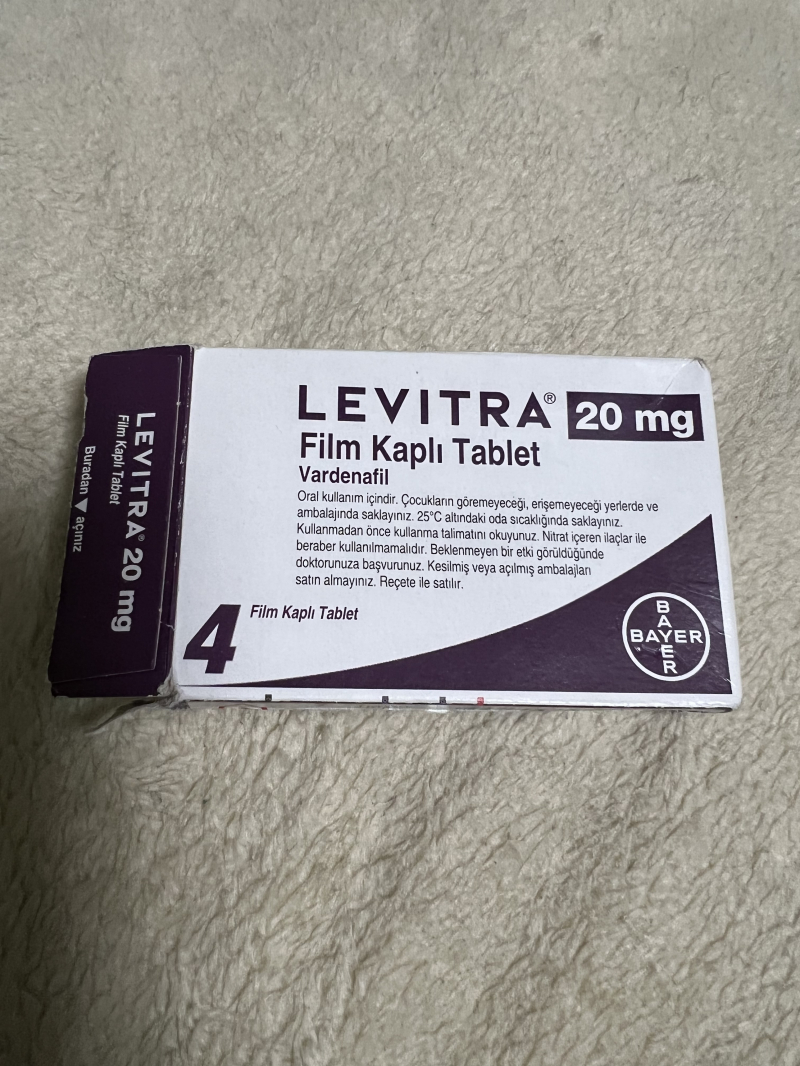 LEVITRA® 20 mg
Film Kaplı Tablet
Vardenafil
Oral kullanım içindir. Çocukların göremeyeceği, erişemeyeceği yerlerde ve
ambalajında saklayınız. 25°C altındaki oda sıcaklığında saklayınız.
Kullanmadan önce kullanma talimatını okuyunuz. Nitrat içeren ilaçlar ile
beraber kullanılmamalıdır. Beklenmeyen bir etki görüldüğünde
doktorunuza başvurunuz. Kesilmiş veya açılmış ambalajları
satın almayınız. Reçete ile satılır.
4 Film Kaplı Tablet
BAYER
BAYER
LEVITRA® 20 mg
Film Kaplı Tablet
Buradan ▼ açınız